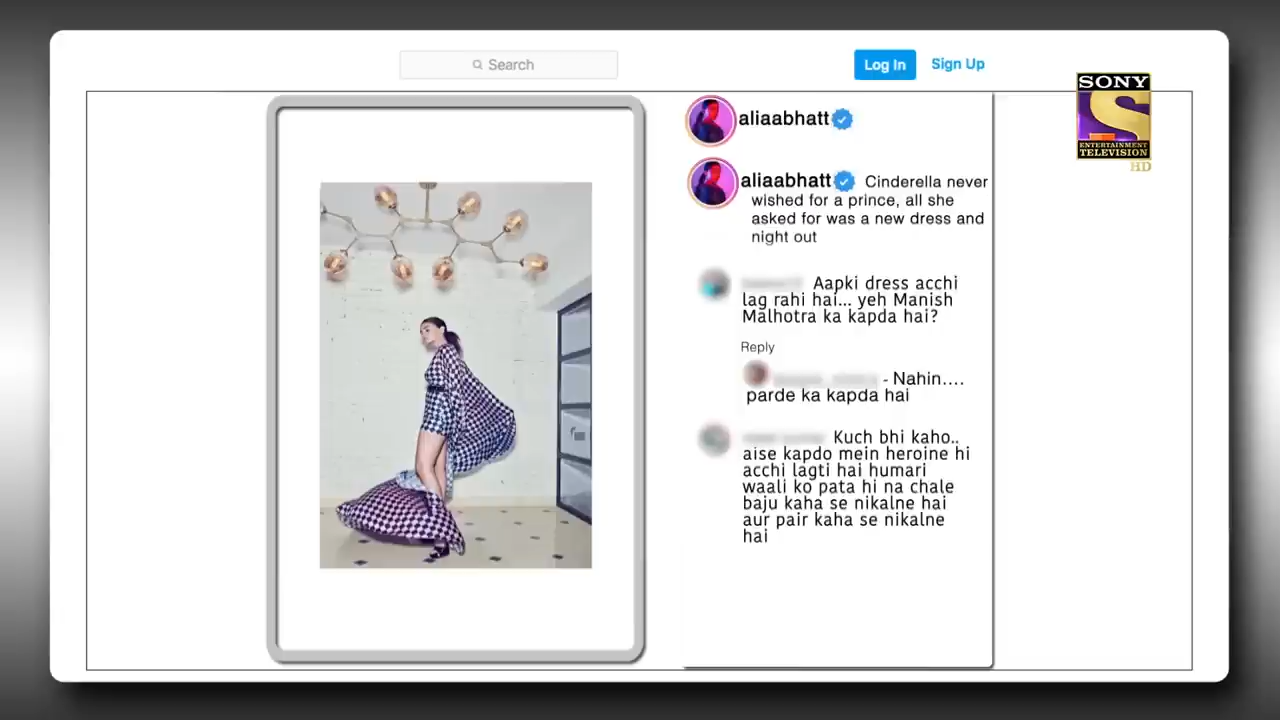 Search
Log In
Sign Up
SONY
ENTERTAINMENT
TELEVISION
HD
aliaabhatt
aliaabhatt Cinderella never
wished for a prince, all she
asked for was a new dress and
night out
Aapki dress acchi
lag rahi hai... yeh Manish
Malhotra ka kapda hai?
Reply
- Nahin....
parde ka kapda hai
Kuch bhi kaho..
aise kapdo mein heroine hi
acchi lagti hai humari
waali ko pata hi na chale
baju kaha se nikalne hai
aur pair kaha se nikalne
hai